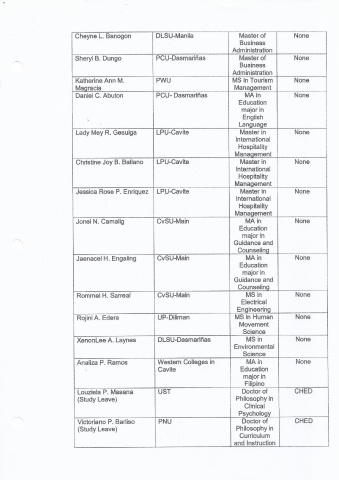 Cheyne L. Banogon DLSU-Manila Master of None
Business
Administration
Sheryl B. Dungo PCU-Dasmariñas Master of None
Business
Administration
Katherine Ann M. PWU MS in Tourism None
Magracia Management
Daniel C. Abuton PCU- Dasmariñas MA in None
Education
major in
English
Language
Lady Mey R. Gesulga LPU-Cavite Master in None
International
Hospitality
Management
Christine Joy B. Ballano LPU-Cavite Master in None
International
Hospitality
Management
Jessica Rose P. Enriquez LPU-Cavite Master in None
International
Hospitality
Management
Jonel N. Camalig CvSU-Main MA in None
Education
major in
Guidance and
Counseling
Jaenacel H. Engaling CvSU-Main MA in None
Education
major in
Guidance and
Counseling
Rommel H. Sarreal CvSU-Main MS in None
Electrical
Engineering
Rojini A. Edera UP-Diliman MS in Human None
Movement
Science
XenonLee A. Laynes DLSU-Dasmariñas MS in None
Environmental
Science
Analiza P. Ramos Western Colleges in MA in None
Cavite Education
major in
Filipino
Louziela P. Masana UST Doctor of CHED
(Study Leave) Philosophy in
Clinical
Psychology
Victoriano P. Barliso PNU Doctor of CHED
(Study Leave) Philosophy in
Curriculum
and Instruction